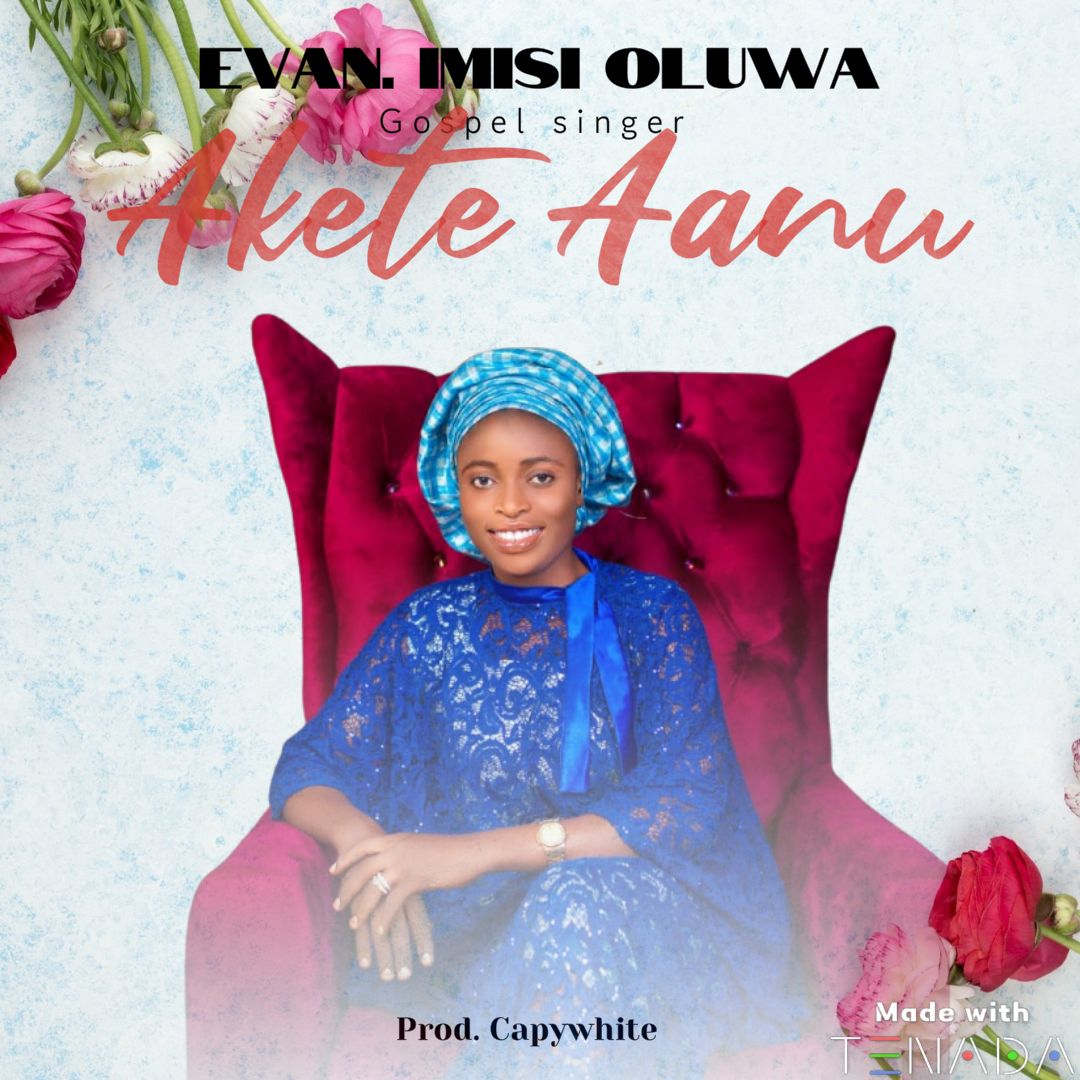 EVAN. IMISI OLUWA
Gospel singer
Akete Aanu
Prod. Capywhite
Made with
TENADA